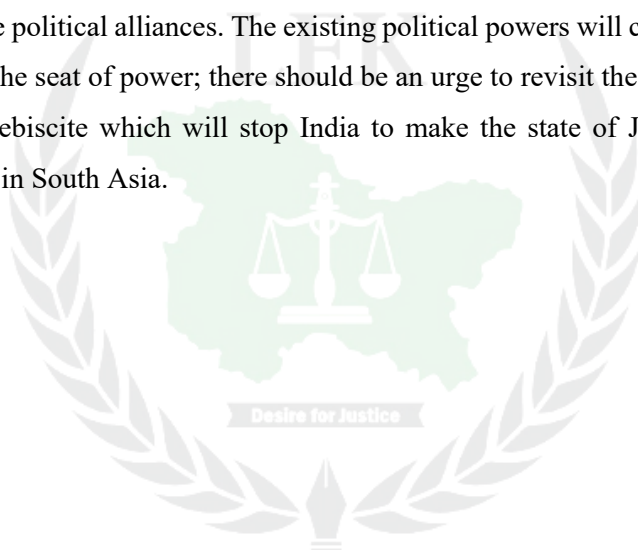 LFK
e political alliances. The existing political powers will c
he seat of power; there should be an urge to revisit the
ebiscite which will stop India to make the state of J
in South Asia.
Desire for Justice